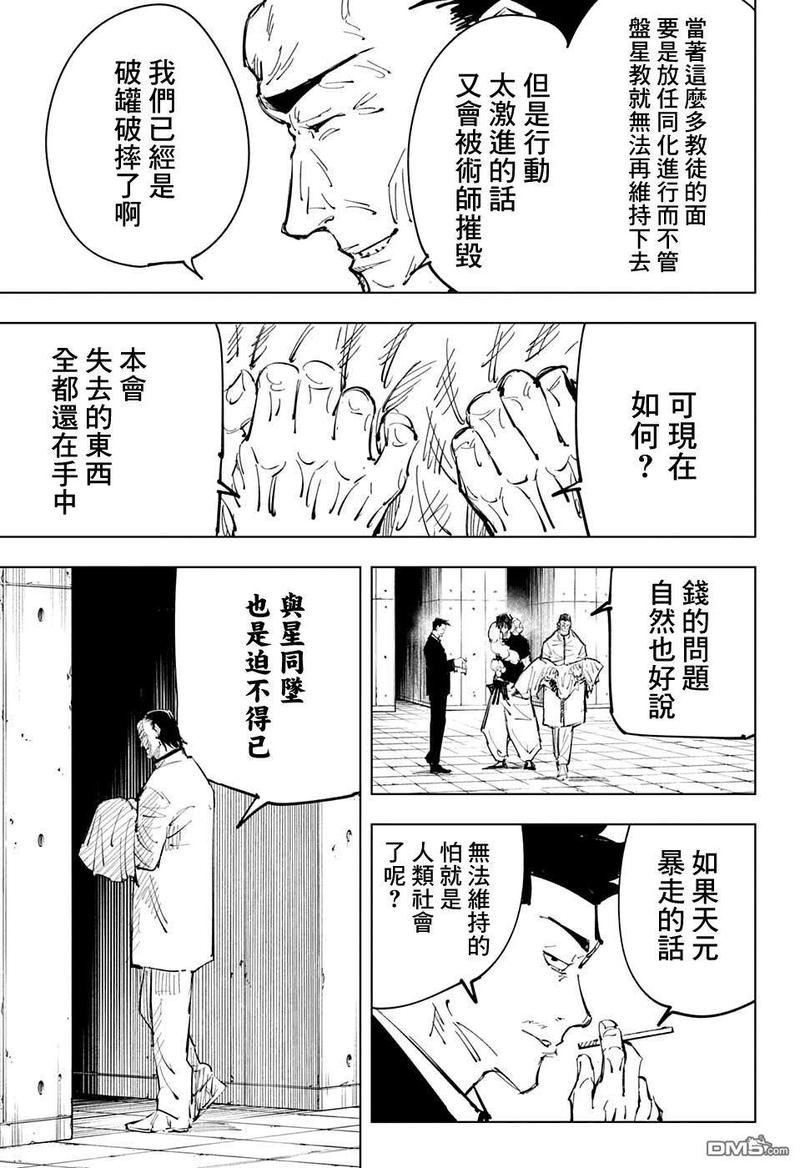 當著這麼多教徒的面
要是放任同化進行而不管
盤星教就無法再維持下去
但是行動
太激進的話
又會被術師摧毀
我們已經是
破罐破摔了啊
可現在
如何？
本會
失去的東西
全都還在手中
錢的問題
自然也好說
與星同墜
也是迫不得已
如果天元
暴走的話
無法維持的
怕就是
人類社會
了呢？
DM5.com